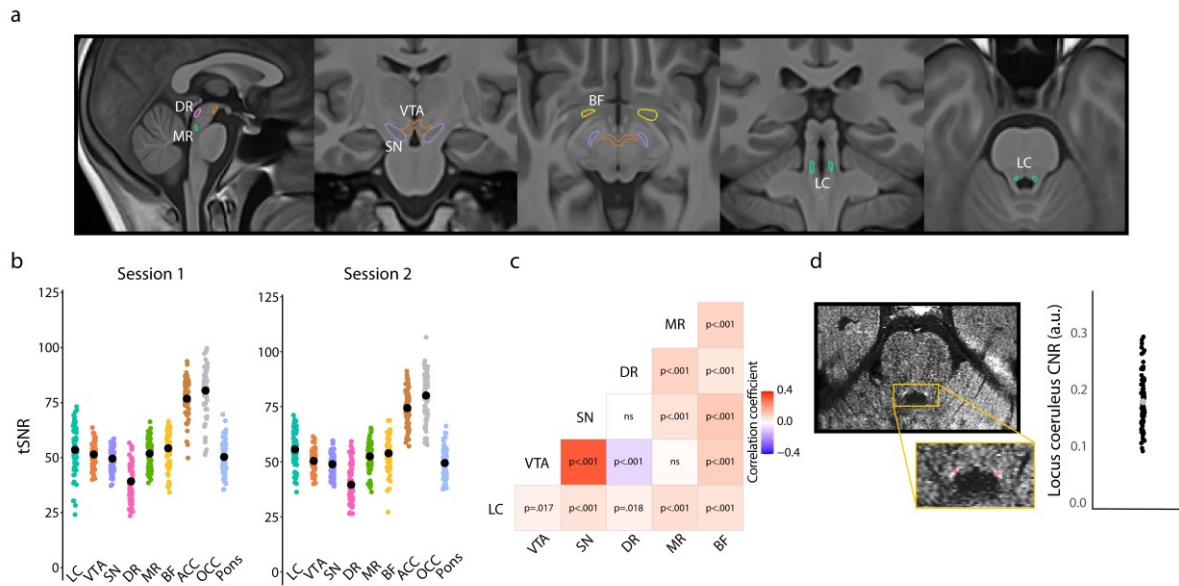 a
DR
MR
VTA
SN
BF
LC
LC
b
Session 1
Session 2
tSNR
125
100
75
50
25
0
LC VTA SN DR MR BF ACC OCC Pons
125
100
75
50
25
0
LC VTA SN DR MR BF ACC OCC Pons
c
MR p<.001
DR p<.001 p<.001
SN ns p<.001 p<.001
VTA p<.001 p<.001 ns p<.001
LC p=.017 p<.001 p=.018 p<.001 p<.001
VTA SN DR MR BF
Correlation coefficient
0.4
0.0
−0.4
d
Locus coeruleus CNR (a.u.)
0.3
0.2
0.1
0.0